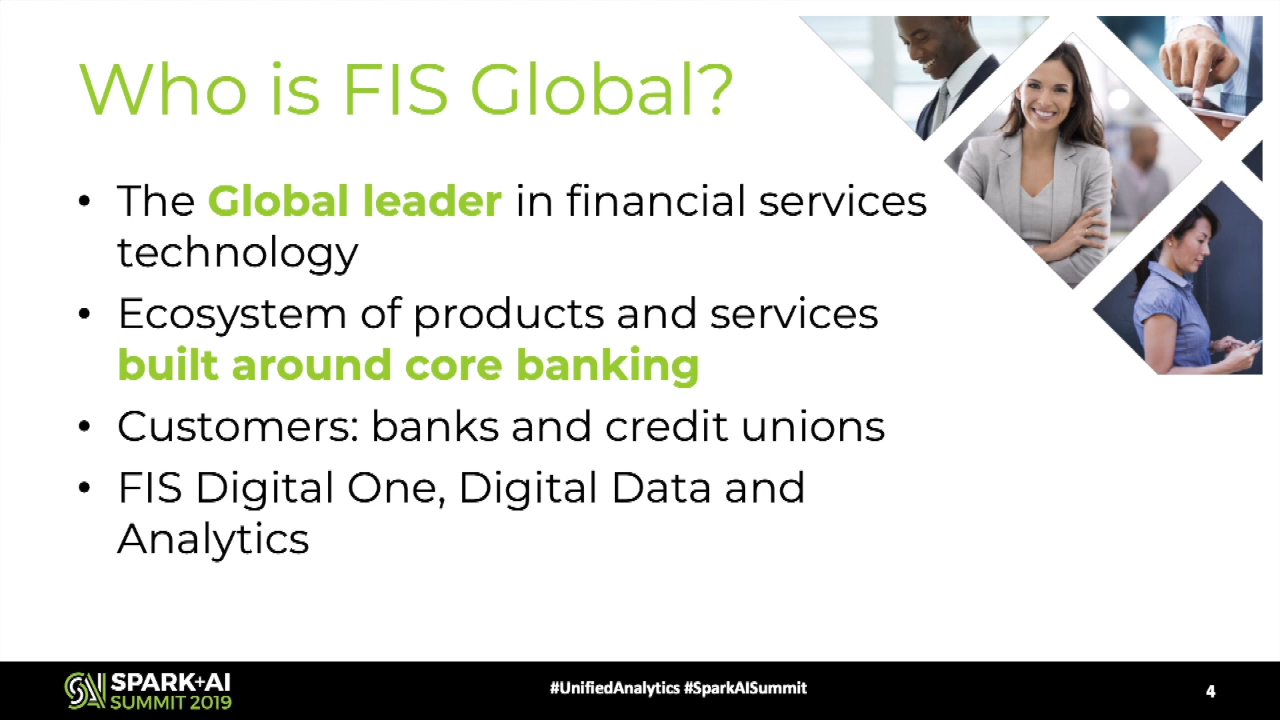 Who is FIS Global?
• The Global leader in financial services
technology
• Ecosystem of products and services
built around core banking
• Customers: banks and credit unions
• FIS Digital One, Digital Data and
Analytics
SPARK+AI
SUMMIT 2019
#UnifiedAnalytics #SparkAISummit
4